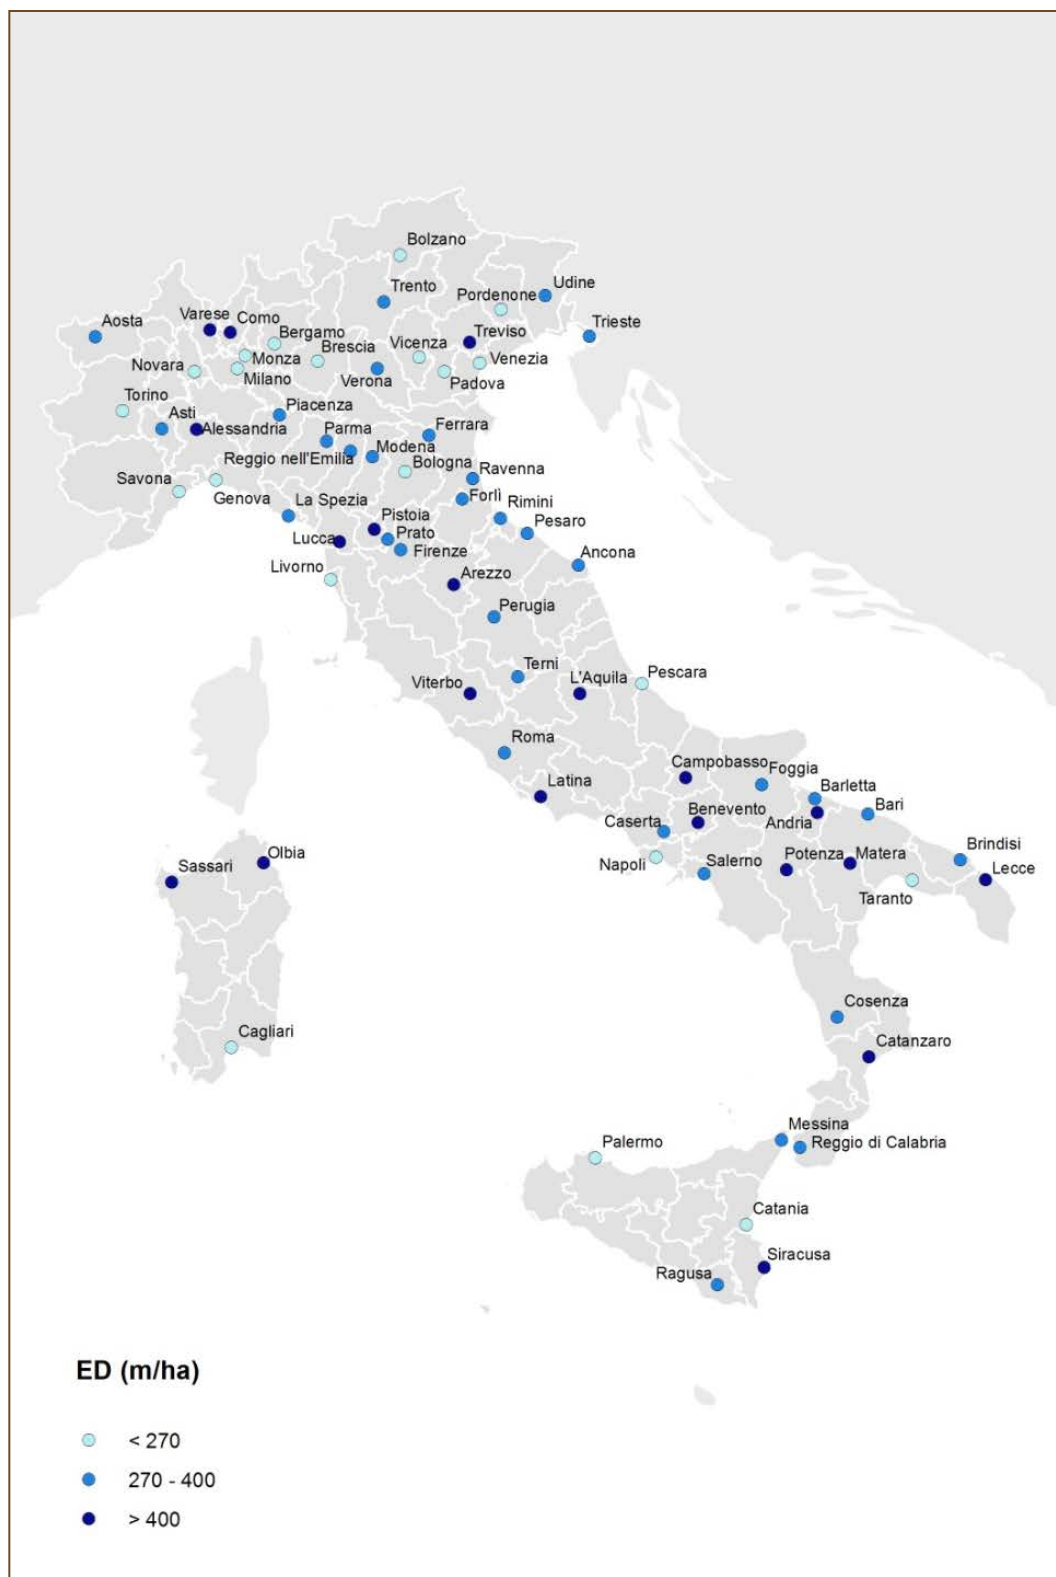 Bolzano
Trento
Udine
Pordenone
Aosta
Varese
Como
Trieste
Treviso
Bergamo
Vicenza
Brescia
Monza
Venezia
Novara
Milano
Verona
Padova
Torino
Piacenza
Asti
Parma
Ferrara
Alessandria
Modena
Reggio nell'Emilia
Bologna
Ravenna
Savona
Genova
La Spezia
Forlì
Rimini
Pistoia
Pesaro
Prato
Lucca
Firenze
Ancona
Livorno
Arezzo
Perugia
Terni
L'Aquila
Pescara
Viterbo
Roma
Campobasso
Foggia
Latina
Barletta
Benevento
Bari
Caserta
Andria
Olbia
Potenza
Matera
Brindisi
Sassari
Napoli
Salerno
Lecce
Taranto
Cosenza
Cagliari
Catanzaro
Messina
Palermo
Reggio di Calabria
Catania
Siracusa
Ragusa
ED (m/ha)
< 270
270 - 400
> 400